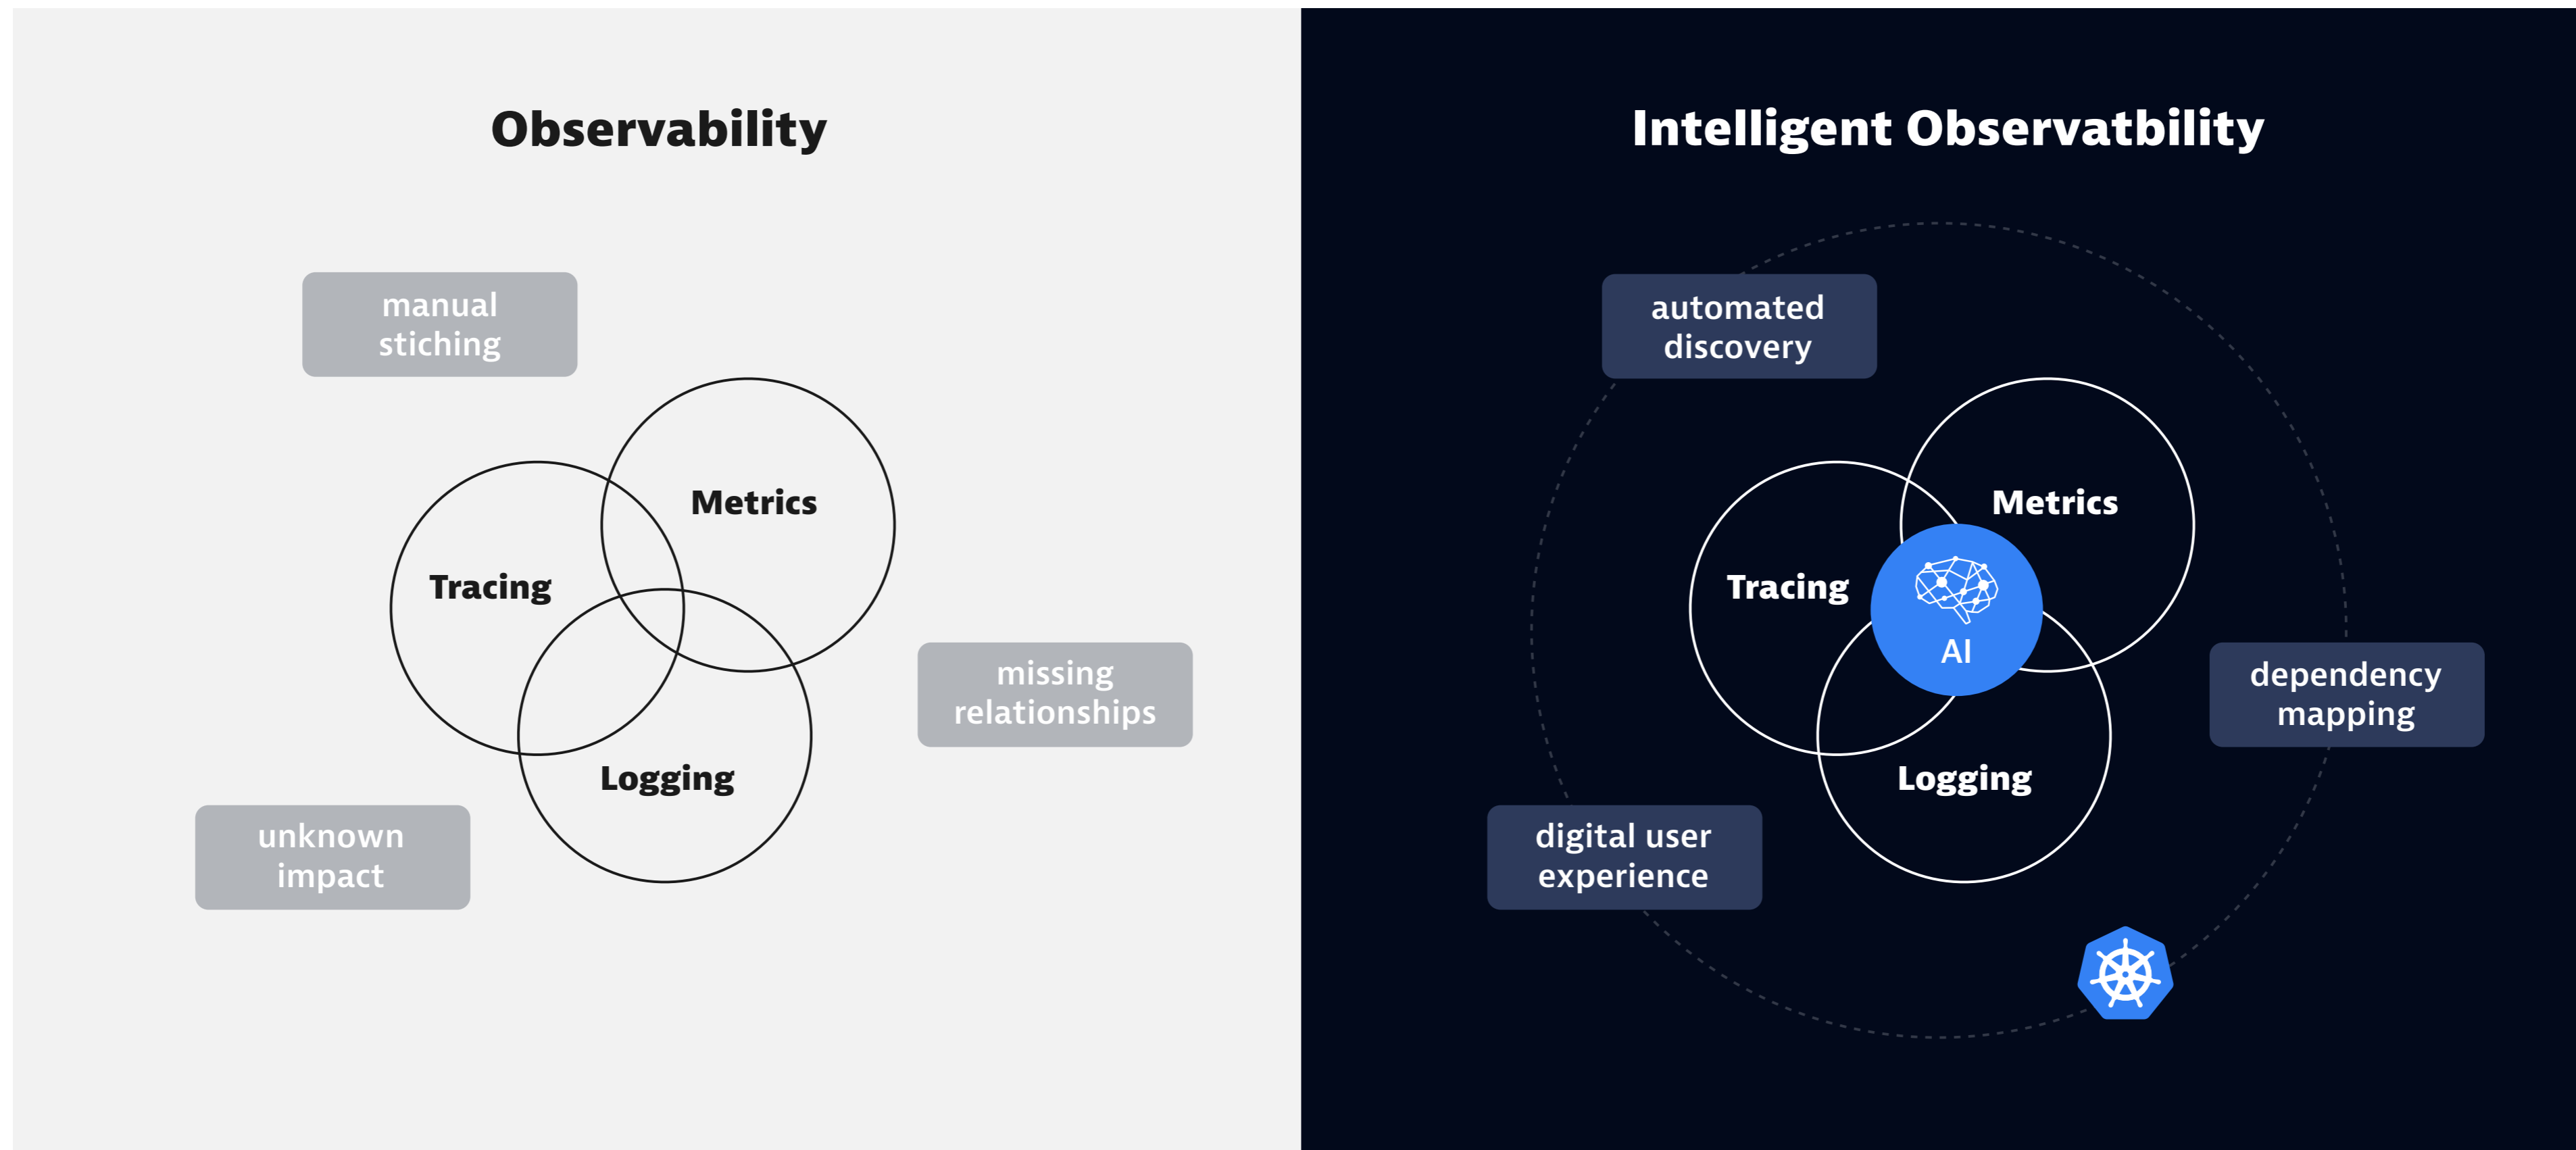 Observability
manual
stiching
Metrics
Tracing
missing
relationships
Logging
unknown
impact
Intelligent Observatbility
automated
discovery
Metrics
Tracing
AI
dependency
mapping
Logging
digital user
experience